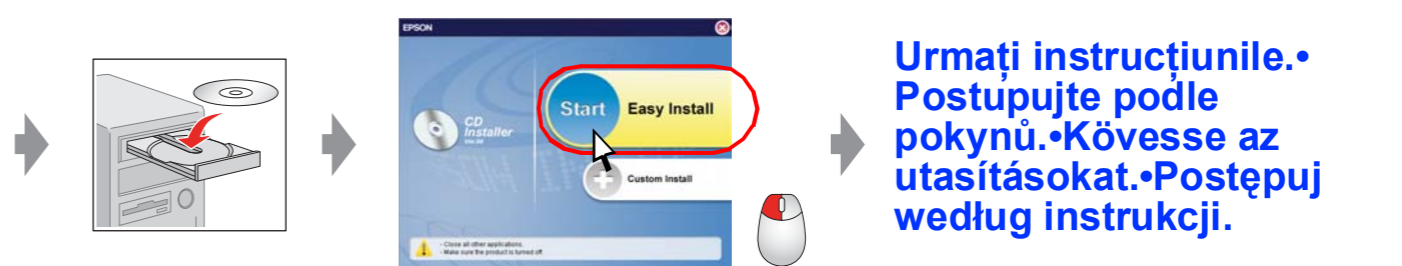 EPSON
CD
Installer
Start Easy Install
Custom Install
- Close all other applications.
- Make sure the product is turned off.
Urmați instrucțiunile.•
Postupujte podle
pokynů.•Kövesse az
utasításokat.•Postępuj
według instrukcji.